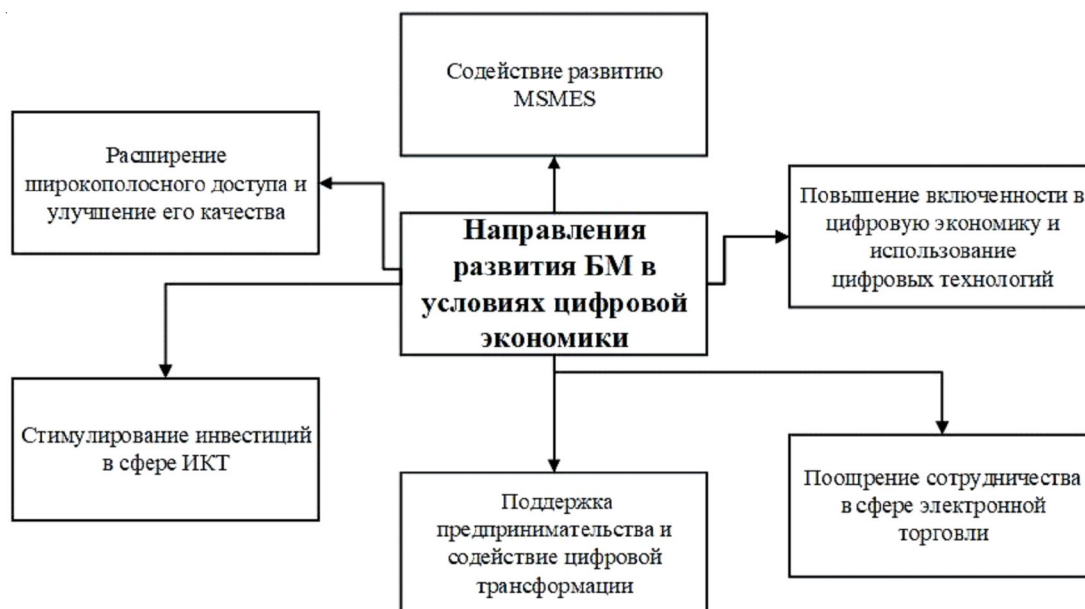 Содействие развитию
MSMES
Расширение
широкополосного доступа и
улучшение его качества
Повышение включенности в
цифровую экономику и
использование
цифровых технологий
Направления
развития БМ в
условиях цифровой
экономики
Стимулирование инвестиций
в сфере ИКТ
Поддержка
предпринимательства и
содействие цифровой
трансформации
Поощрение сотрудничества
в сфере электронной
торговли